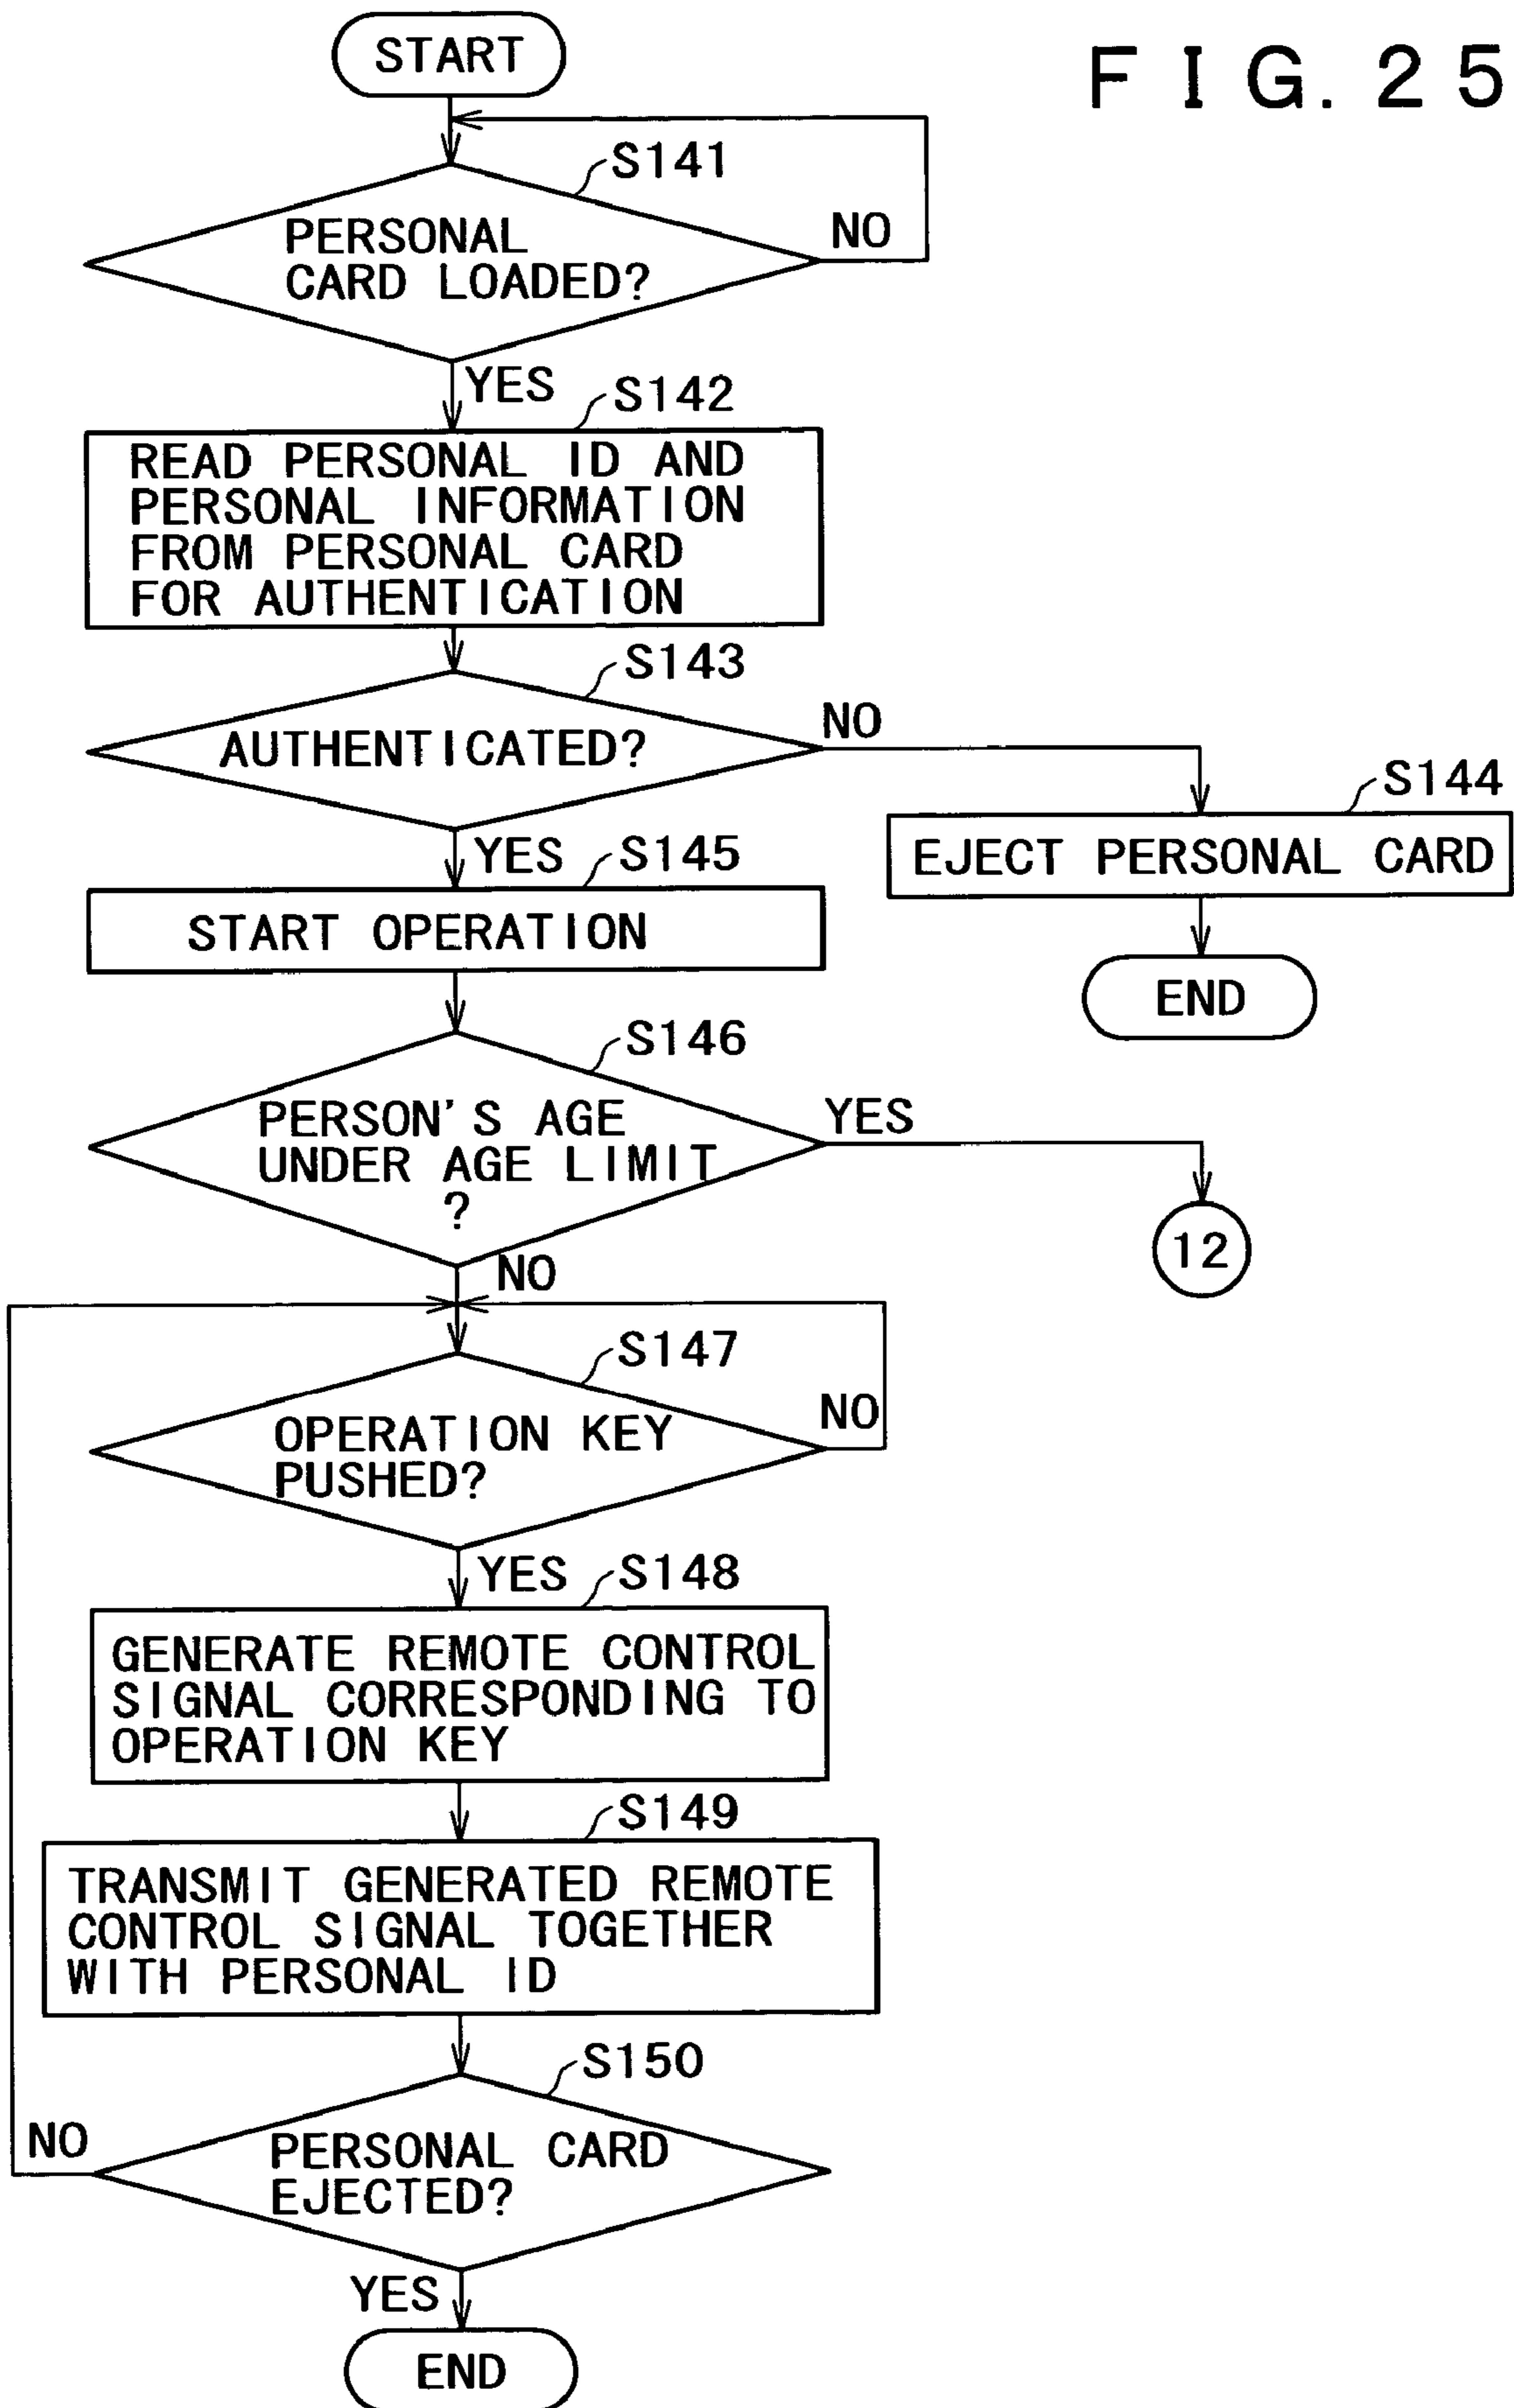 START
FIG. 25
S141
PERSONAL
CARD LOADED?
NO
YES
S142
READ PERSONAL ID AND
PERSONAL INFORMATION
FROM PERSONAL CARD
FOR AUTHENTICATION
S143
AUTHENTICATED?
NO
S144
EJECT PERSONAL CARD
END
YES
S145
START OPERATION
S146
PERSON'S AGE
UNDER AGE LIMIT
?
YES
12
NO
S147
OPERATION KEY
PUSHED?
NO
YES
S148
GENERATE REMOTE CONTROL
SIGNAL CORRESPONDING TO
OPERATION KEY
S149
TRANSMIT GENERATED REMOTE
CONTROL SIGNAL TOGETHER
WITH PERSONAL ID
S150
PERSONAL CARD
EJECTED?
NO
YES
END